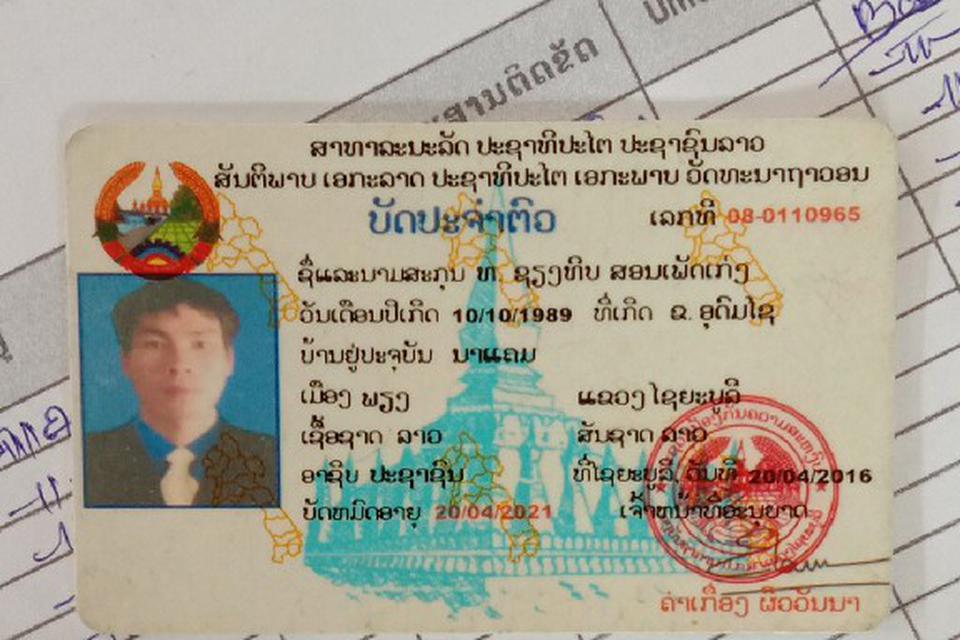 ສານຕິດຂັດ
ສາທາລະນະລັດ ປະຊາທິປະໄຕ ປະຊາຊົນລາວ
ສັນຕິພາບ ເອກະລາດ ປະຊາທິປະໄຕ ເອກະພາບ ວັດທະນາຖາວອນ
ບັດປະຈຳຕົວ ເລກທີ 08-0110965
ຊື່ແລະນາມສະກຸນ ທ. ຊຽງທິບ ສອນເພັດເກ່ງ
ວັນເດືອນປີເກີດ 10/10/1989 ທີ່ເກີດ ຂ. ອຸດົມໄຊ
ບ້ານຢູ່ປະຈຸບັນ ນາແຄມ
ເມືອງ ພຽງ ແຂວງ ໄຊຍະບູລີ
ເຊື້ອຊາດ ລາວ ສັນຊາດ ລາວ
ອາຊິບ ປະຊາຊົນ ທີ່ໄຊຍະບູລີ, ວັນທີ 20/04/2016
ບັດຫມົດອາຍຸ 20/04/2021 ເຈົ້າຫນ້າທີ່ອະນຸຍາດ
ຄຳເກື່ອງ ຜິວວັນນາ